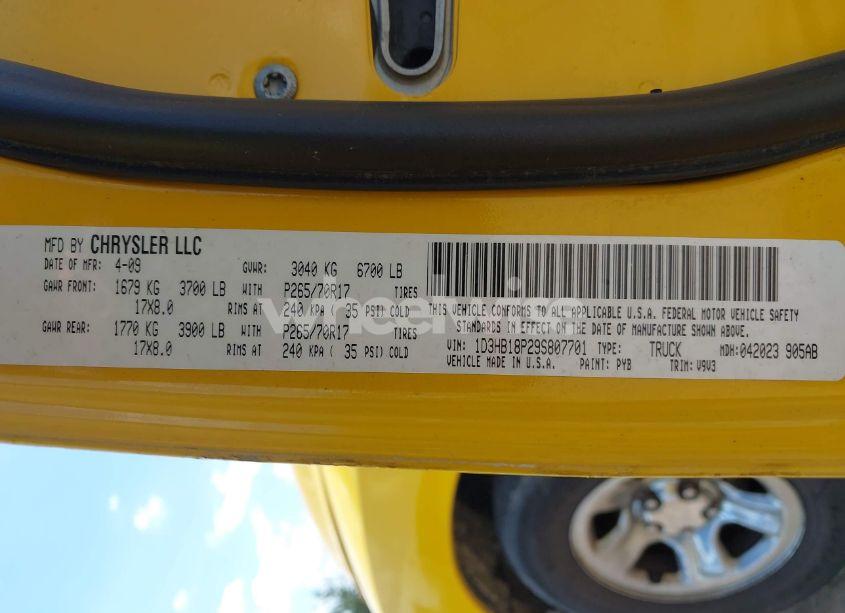 MFD BY CHRYSLER LLC
DATE OF MFR: 4-09 GVWR: 3040 KG 6700 LB
GAWR FRONT: 1679 KG 3700 LB WITH P265/70R17 TIRES
17X8.0 RIMS AT 240 KPA ( 35 PSI) COLD
GAWR REAR: 1770 KG 3900 LB WITH P265/70R17 TIRES
17X8.0 RIMS AT 240 KPA ( 35 PSI) COLD
THIS VEHICLE CONFORMS TO ALL APPLICABLE U.S.A. FEDERAL MOTOR VEHICLE SAFETY
STANDARDS IN EFFECT ON THE DATE OF MANUFACTURE SHOWN ABOVE.
VIN: 1D3HB18P29S807701 TYPE: TRUCK MDH: 042023 905AB
VEHICLE MADE IN U.S.A. PAINT: PYB TRIM: V9V3